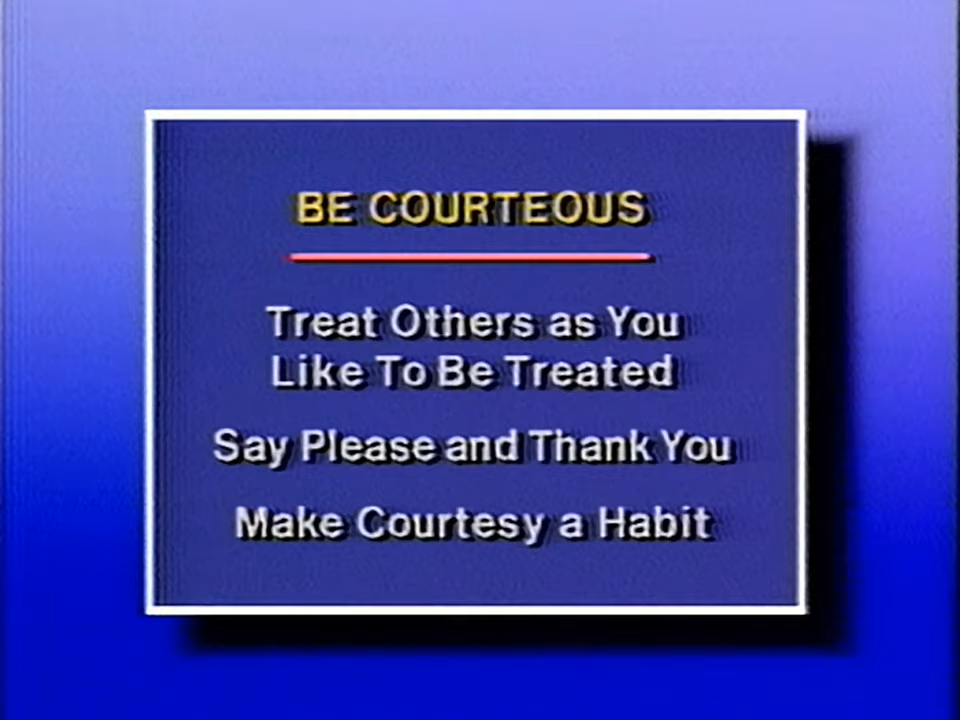 BE COURTEOUS
Treat Others as You
Like To Be Treated
Say Please and Thank You
Make Courtesy a Habit